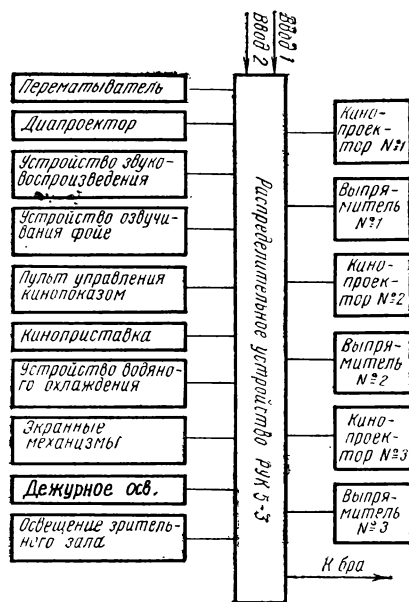 Ввод 1
Ввод 2
Перематыватель
Диапроектор
Устройство звуко-
воспроизведения
Устройство озвучи-
вания фойе
Пульт управления
кинопоказом
Киноприставка
Устройство водяно-
го охлаждения
Экранные
механизмы
Дежурное осв.
Освещение зритель-
ного зала
Распределительное устройство РУК 5-3
Кино-
проек-
тор №1
Выпря-
митель
№1
Кино-
проек-
тор №2
Выпря-
митель
№2
Кино-
проек-
тор №3
Выпря-
митель
№3
К бра